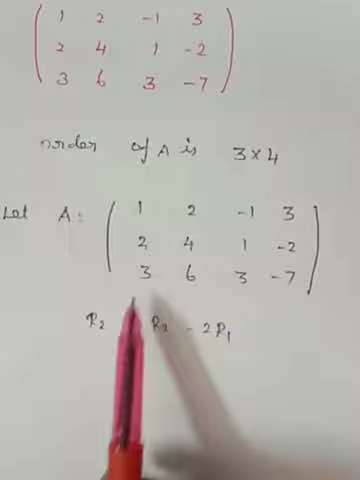 1 2 -1 3
2 4 1 -2
3 6 3 -7
order of A is 3×4
Let A = 1 2 -1 3
2 4 1 -2
3 6 3 -7
R₂ R₂ - 2R₁